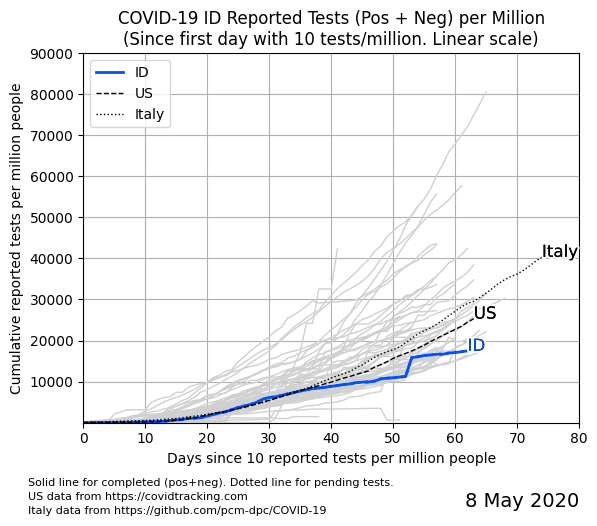 COVID-19 ID Reported Tests (Pos + Neg) per Million
(Since first day with 10 tests/million. Linear scale)
Cumulative reported tests per million people
90000
80000
70000
60000
50000
40000
30000
20000
10000
ID
US
Italy
Italy
US
ID
0 10 20 30 40 50 60 70 80
Days since 10 reported tests per million people
Solid line for completed (pos+neg). Dotted line for pending tests.
US data from https://covidtracking.com
Italy data from https://github.com/pcm-dpc/COVID-19
8 May 2020